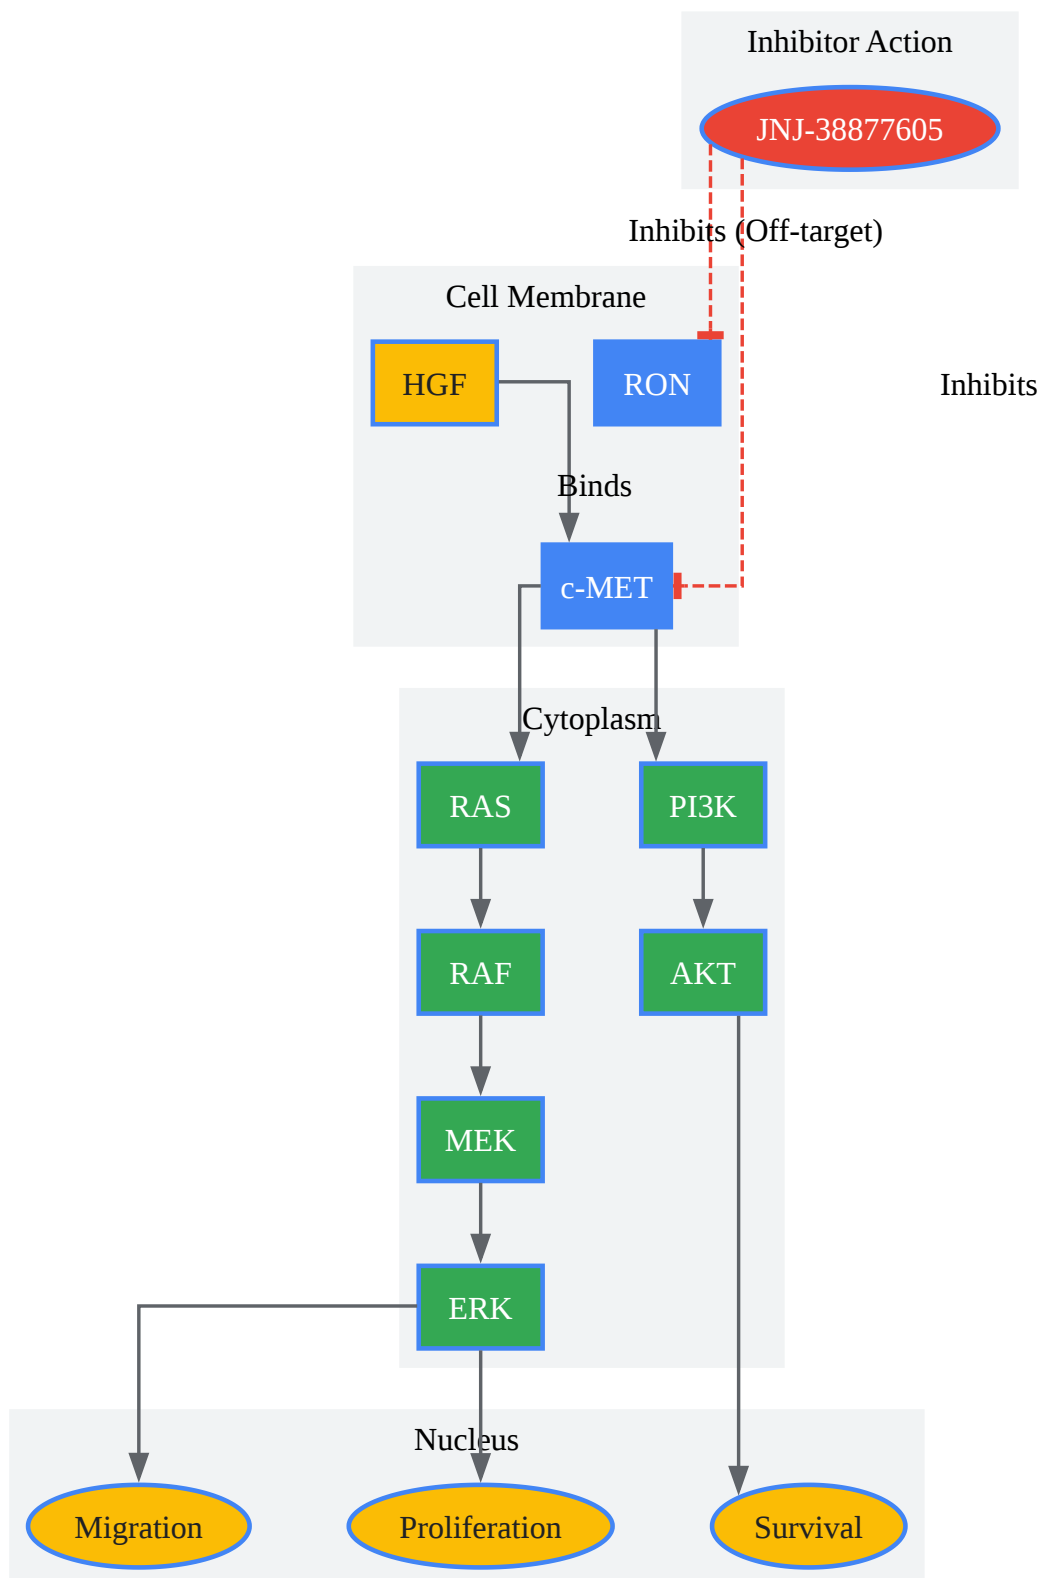 Inhibitor Action
JNJ-38877605
Inhibits (Off-target)
Cell Membrane
HGF
RON
Inhibits
Binds
c-MET
Cytoplasm
RAS
PI3K
RAF
AKT
MEK
ERK
Nucleus
Migration
Proliferation
Survival